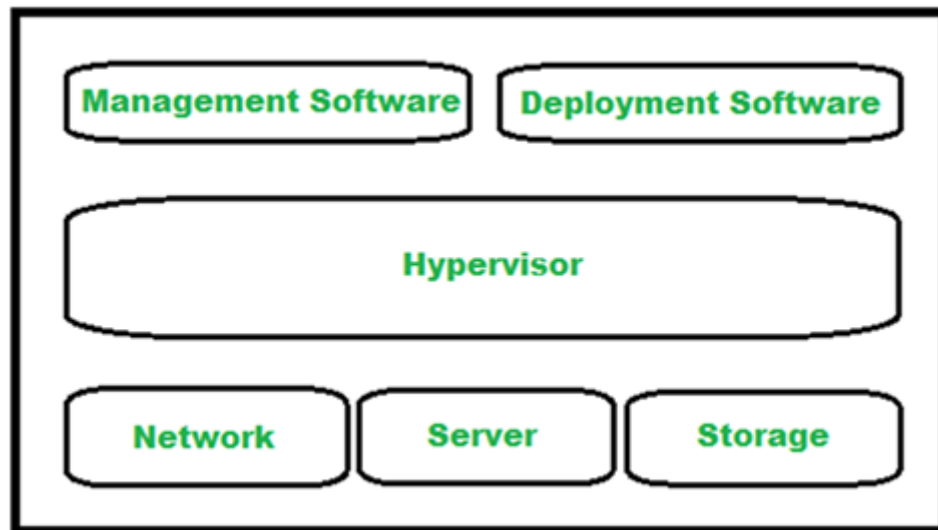 Management Software
Deployment Software
Hypervisor
Network
Server
Storage